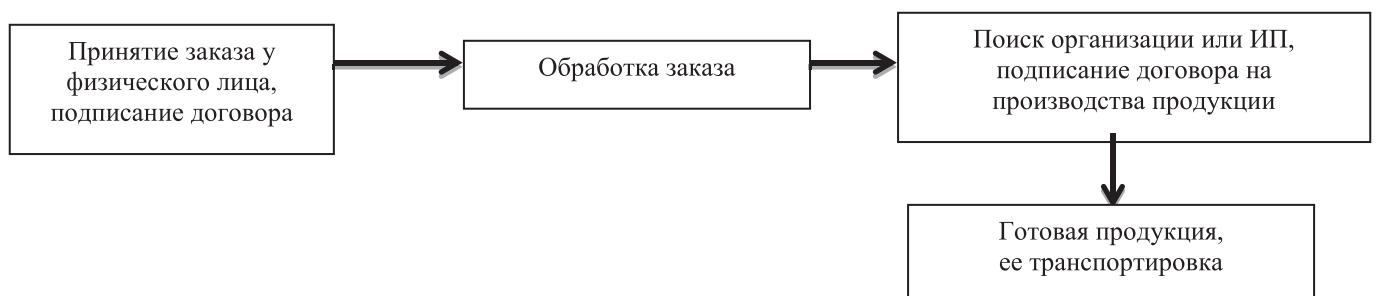 Принятие заказа у
физического лица,
подписание договора
Обработка заказа
Поиск организации или ИП,
подписание договора на
производства продукции
Готовая продукция,
ее транспортировка